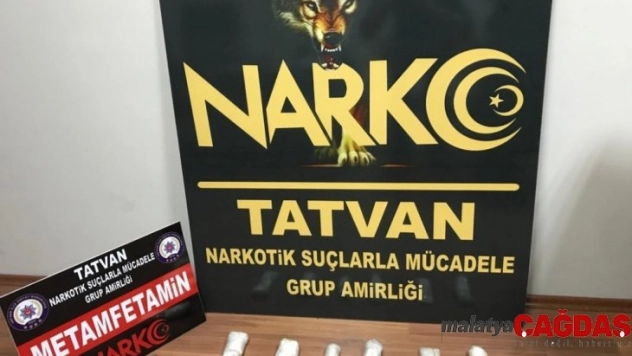 NARKO
TATVAN
NARKOTİK SUÇLARLA MÜCADELE
GRUP AMİRLİĞİ
TATVAN
NARKOTİK SUÇLARLA MÜCADELE
GRUP AMİRLİĞİ
METAMFETAMİN
NARKO
malatyaÇAĞDAŞ